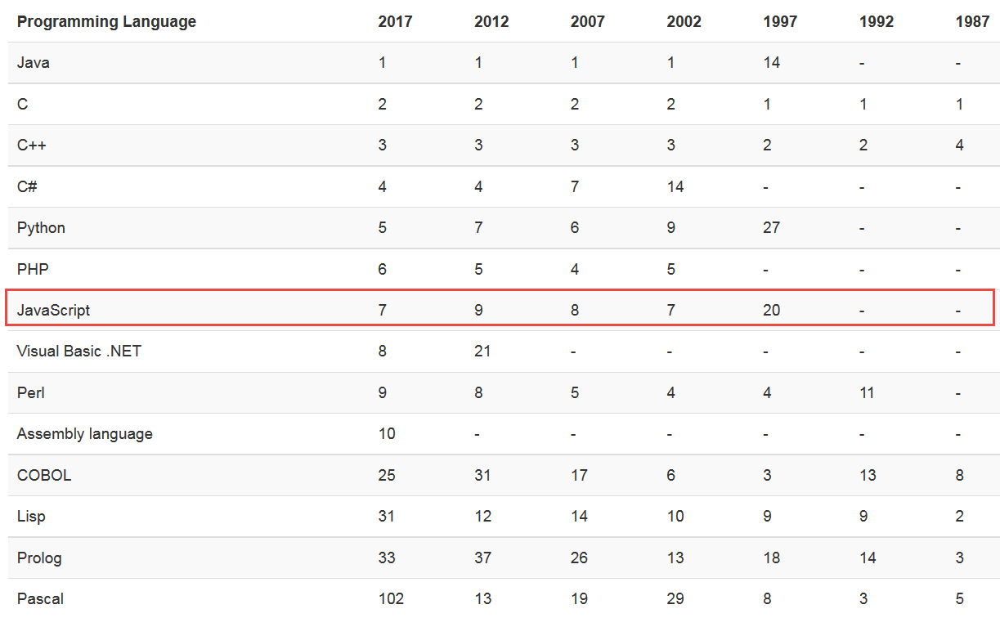 Programming Language 2017 2012 2007 2002 1997 1992 1987
Java 1 1 1 1 14 - -
C 2 2 2 2 1 1 1
C++ 3 3 3 3 2 2 4
C# 4 4 7 14 - - -
Python 5 7 6 9 27 - -
PHP 6 5 4 5 - - -
JavaScript 7 9 8 7 20 - -
Visual Basic .NET 8 21 - - - - -
Perl 9 8 5 4 4 11 -
Assembly language 10 - - - - - -
COBOL 25 31 17 6 3 13 8
Lisp 31 12 14 10 9 9 2
Prolog 33 37 26 13 18 14 3
Pascal 102 13 19 29 8 3 5